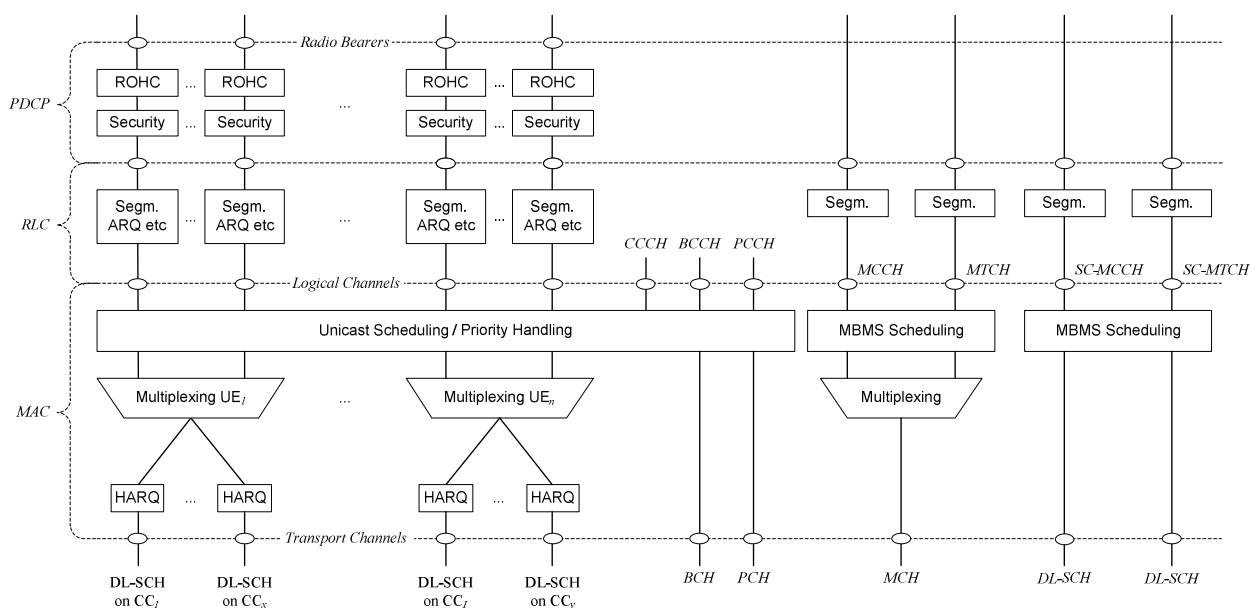 Radio Bearers
ROHC ... ROHC ROHC ... ROHC
PDCP ...
Security ... Security Security ... Security
Segm. ARQ etc ... Segm. ARQ etc ... Segm. ARQ etc ... Segm. ARQ etc Segm. Segm. Segm. Segm.
RLC
CCCH BCCH PCCH
Logical Channels MCCH MTCH SC-MCCH SC-MTCH
Unicast Scheduling / Priority Handling MBMS Scheduling MBMS Scheduling
Multiplexing UE1 ... Multiplexing UEn Multiplexing
MAC
HARQ ... HARQ HARQ ... HARQ
Transport Channels
DL-SCH on CC1 DL-SCH on CCx DL-SCH on CC1 DL-SCH on CCy BCH PCH MCH DL-SCH DL-SCH